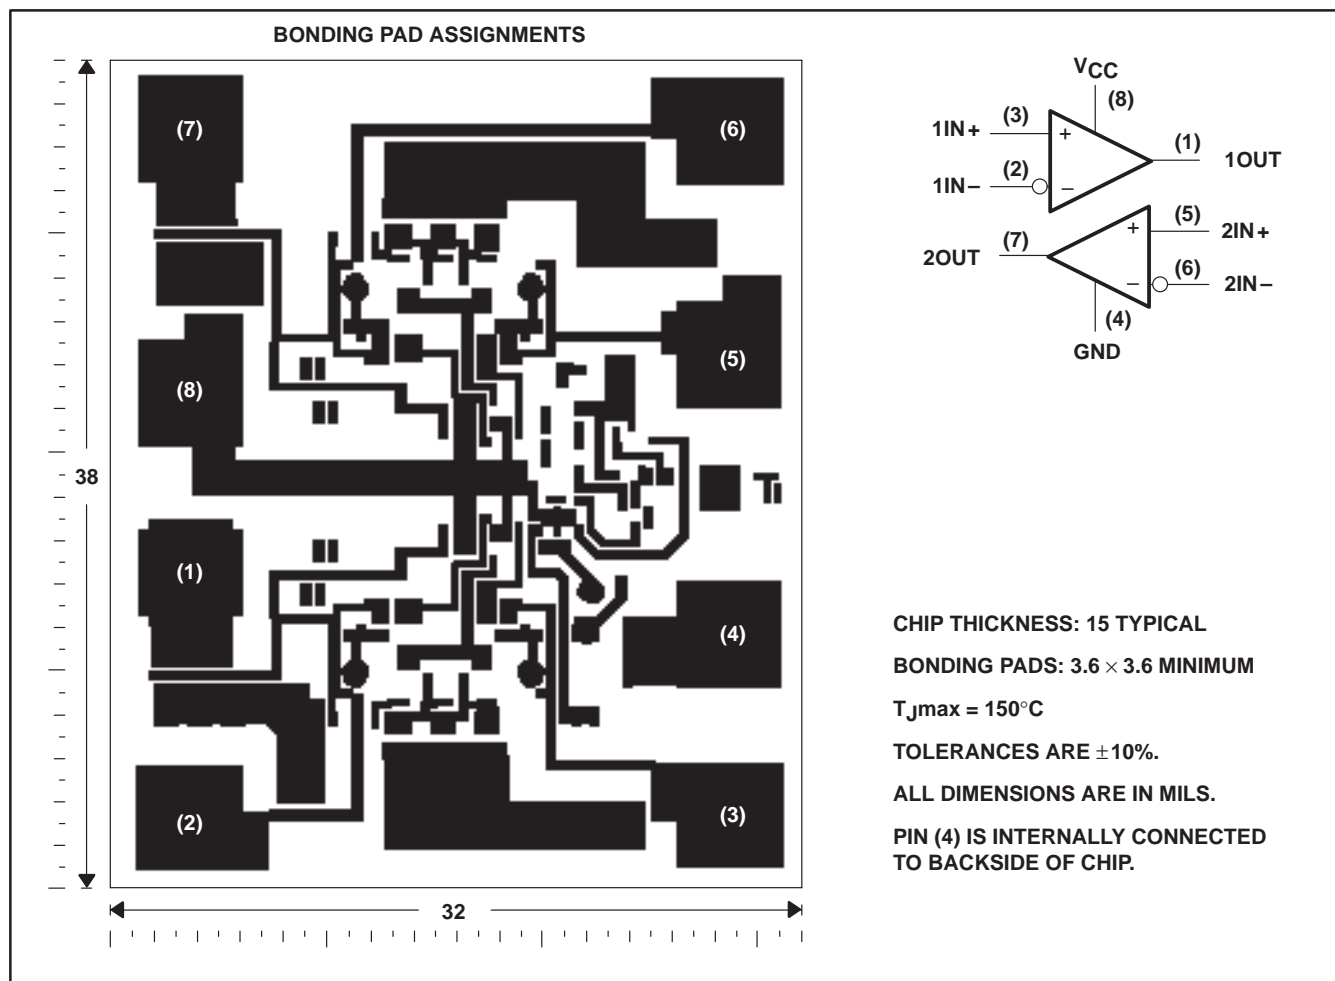 BONDING PAD ASSIGNMENTS
(7)
(6)
(5)
(8)
38
Ti
(1)
(4)
(2)
(3)
32
VCC
(8)
1IN+
(3)
+
(1)
1OUT
1IN−
(2)
−
(5)
2IN+
+
(7)
2OUT
(6)
2IN−
−
(4)
GND
CHIP THICKNESS: 15 TYPICAL
BONDING PADS: 3.6 × 3.6 MINIMUM
TJmax = 150°C
TOLERANCES ARE ±10%.
ALL DIMENSIONS ARE IN MILS.
PIN (4) IS INTERNALLY CONNECTED
TO BACKSIDE OF CHIP.